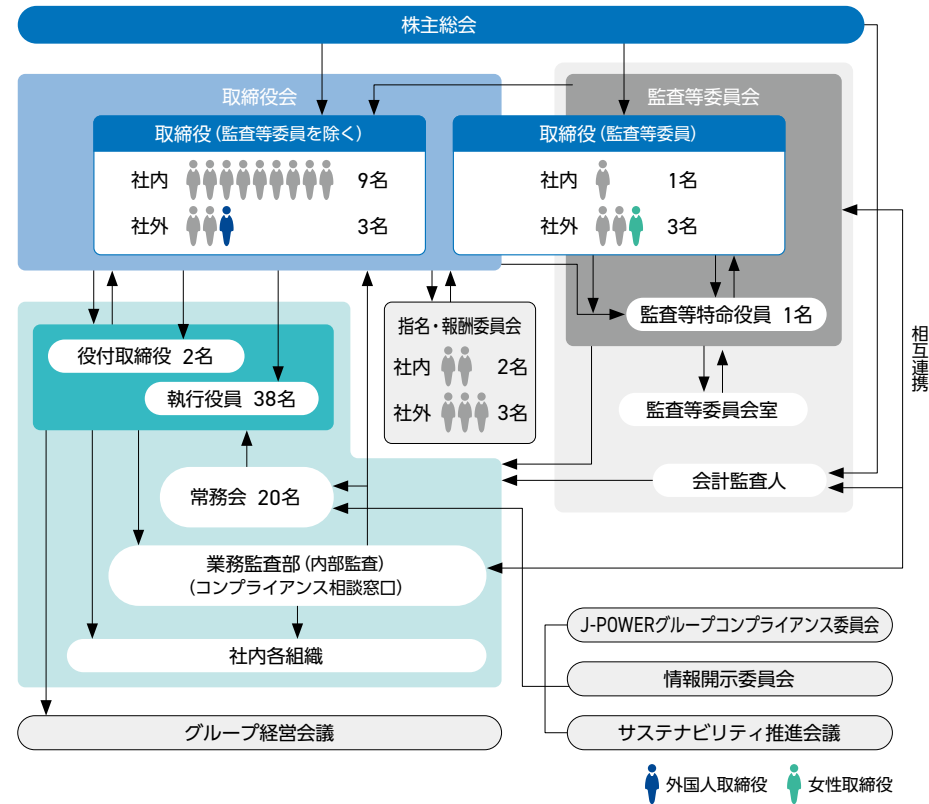 株主総会
取締役会
監査等委員会
取締役（監査等委員を除く）
社内 9名
社外 3名
取締役（監査等委員）
社内 1名
社外 3名
監査等特命役員 1名
指名・報酬委員会
社内 2名
社外 3名
役付取締役 2名
執行役員 38名
監査等委員会室
相互連携
常務会 20名
会計監査人
業務監査部（内部監査）
（コンプライアンス相談窓口）
社内各組織
J-POWERグループコンプライアンス委員会
情報開示委員会
サステナビリティ推進会議
グループ経営会議
外国人取締役 女性取締役